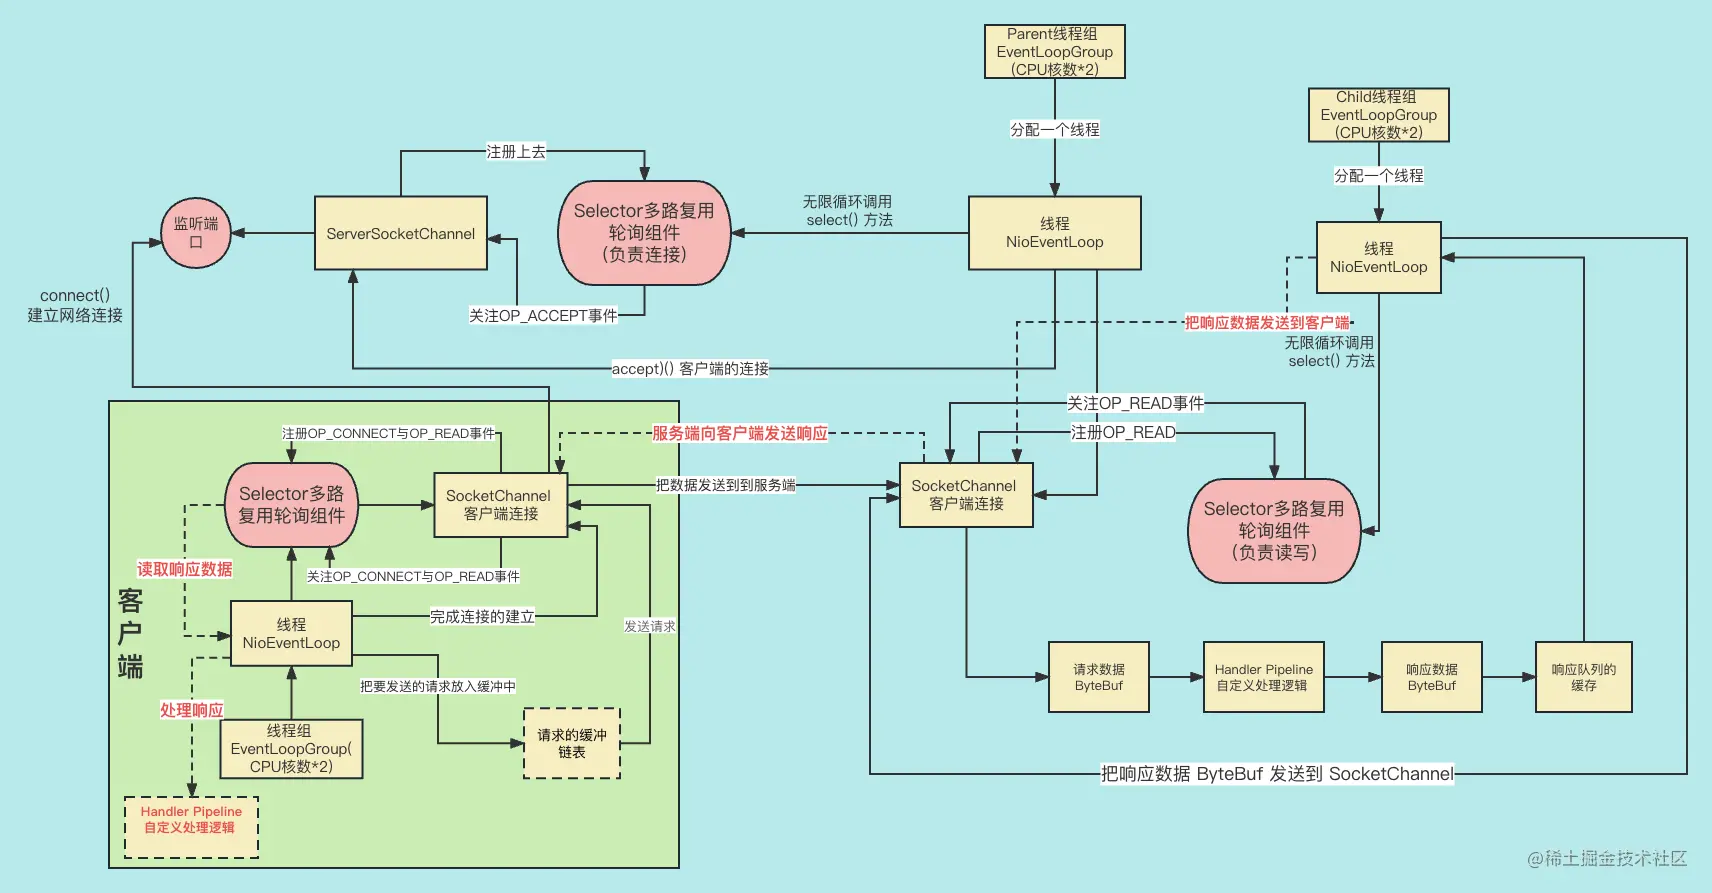 Parent线程组
EventLoopGroup
(CPU核数*2)
Child线程组
EventLoopGroup
(CPU核数*2)
分配一个线程
分配一个线程
注册上去
监听端
口
ServerSocketChannel
Selector多路复用
轮询组件
(负责连接)
无限循环调用
select() 方法
线程
NioEventLoop
线程
NioEventLoop
connect()
建立网络连接
关注OP_ACCEPT事件
把响应数据发送到客户端
无限循环调用
select() 方法
accept)() 客户端的连接
关注OP_READ事件
注册OP_READ
注册OP_CONNECT与OP_READ事件
服务端向客户端发送响应
Selector多路
复用轮询组件
SocketChannel
客户端连接
把数据发送到到服务端
SocketChannel
客户端连接
Selector多路复用
轮询组件
(负责读写)
读取响应数据
关注OP_CONNECT与OP_READ事件
客
户
端
线程
NioEventLoop
完成连接的建立
发送请求
把要发送的请求放入缓冲中
处理响应
线程组
EventLoopGroup(
CPU核数*2)
请求的缓冲
链表
Handler Pipeline
自定义处理逻辑
请求数据
ByteBuf
Handler Pipeline
自定义处理逻辑
响应数据
ByteBuf
响应队列的
缓存
把响应数据 ByteBuf 发送到 SocketChannel
@稀土掘金技术社区